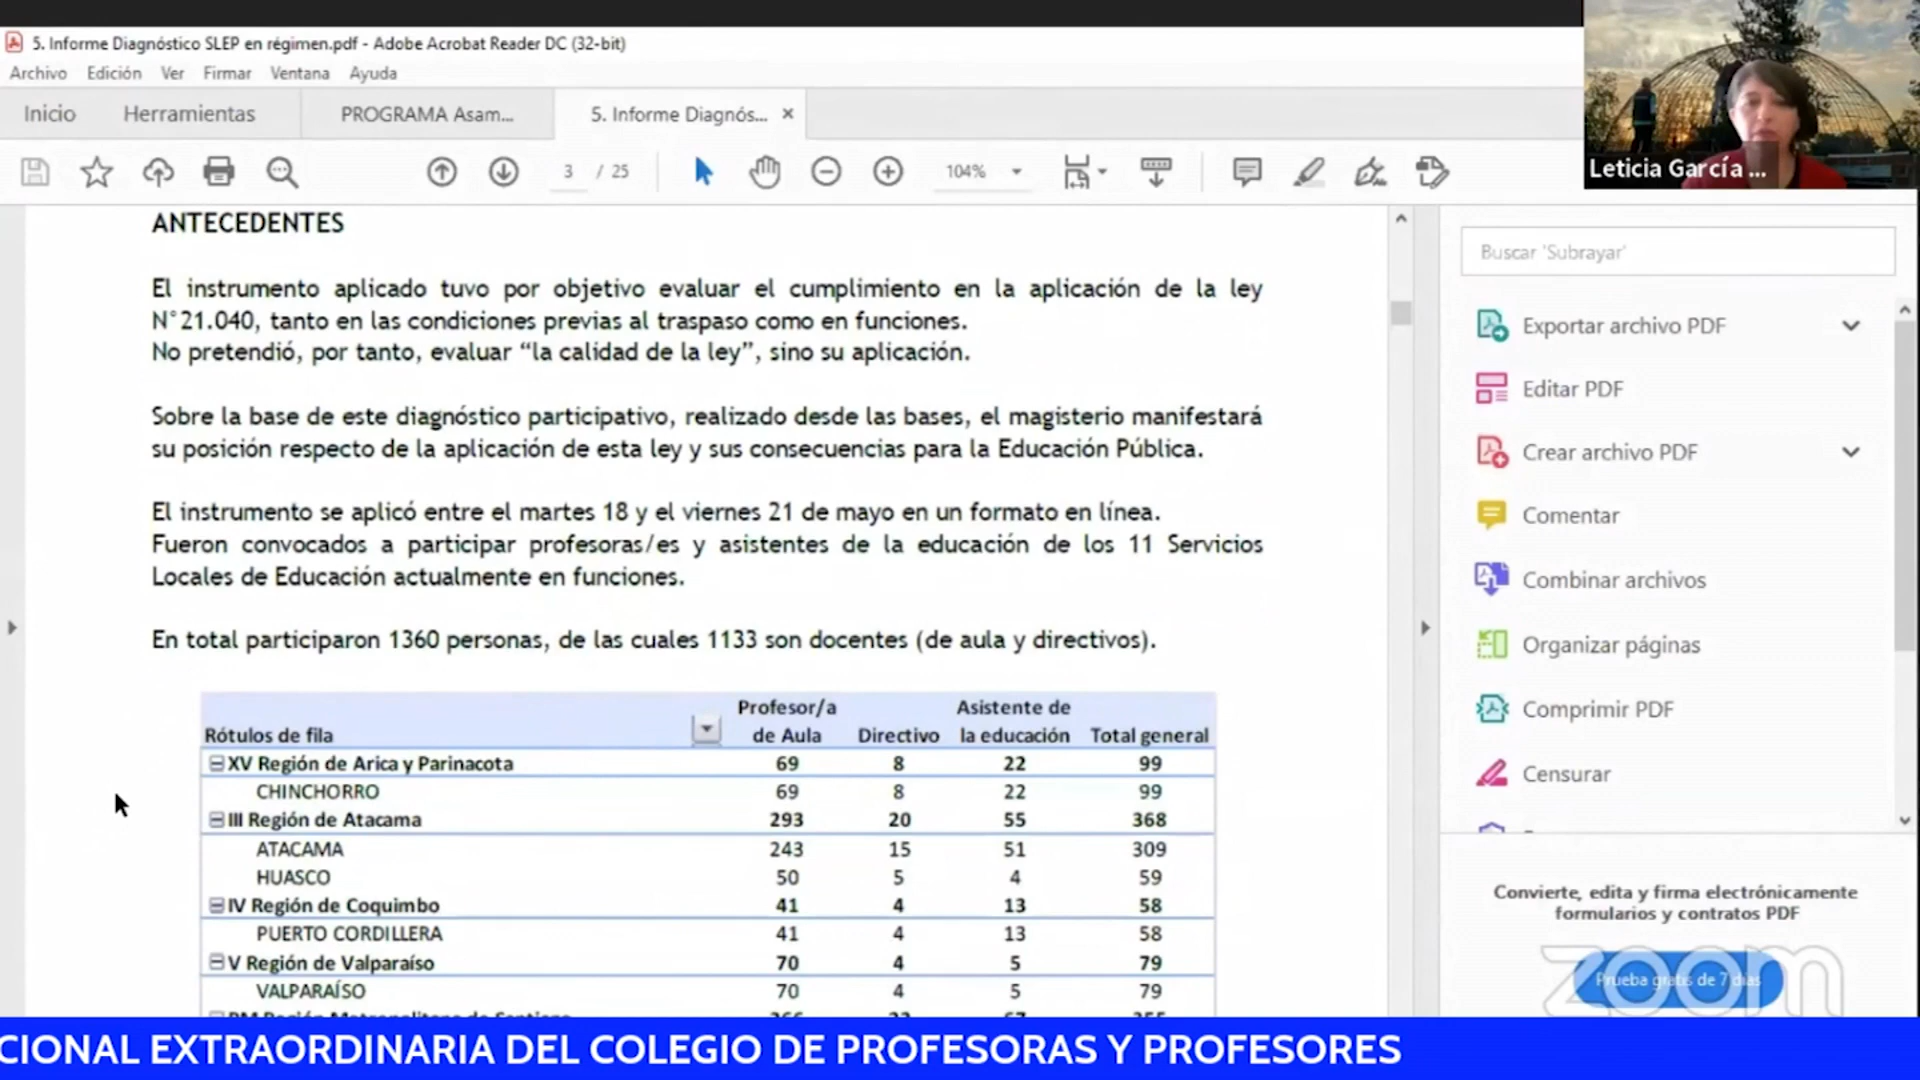 5. Informe Diagnóstico SLEP en régimen.pdf - Adobe Acrobat Reader DC (32-bit)
Archivo Edición Ver Firmar Ventana Ayuda
Inicio Herramientas PROGRAMA Asam... 5. Informe Diagnós... ×
3 / 25 104%
Leticia García ...
ANTECEDENTES
El instrumento aplicado tuvo por objetivo evaluar el cumplimiento en la aplicación de la ley
N°21.040, tanto en las condiciones previas al traspaso como en funciones.
No pretendió, por tanto, evaluar “la calidad de la ley”, sino su aplicación.
Sobre la base de este diagnóstico participativo, realizado desde las bases, el magisterio manifestará
su posición respecto de la aplicación de esta ley y sus consecuencias para la Educación Pública.
El instrumento se aplicó entre el martes 18 y el viernes 21 de mayo en un formato en línea.
Fueron convocados a participar profesoras/es y asistentes de la educación de los 11 Servicios
Locales de Educación actualmente en funciones.
En total participaron 1360 personas, de las cuales 1133 son docentes (de aula y directivos).
Profesor/a Asistente de
Rótulos de fila de Aula Directivo la educación Total general
XV Región de Arica y Parinacota 69 8 22 99
CHINCHORRO 69 8 22 99
III Región de Atacama 293 20 55 368
ATACAMA 243 15 51 309
HUASCO 50 5 4 59
IV Región de Coquimbo 41 4 13 58
PUERTO CORDILLERA 41 4 13 58
V Región de Valparaíso 70 4 5 79
VALPARAÍSO 70 4 5 79
Buscar 'Subrayar'
Exportar archivo PDF
Editar PDF
Crear archivo PDF
Comentar
Combinar archivos
Organizar páginas
Comprimir PDF
Censurar
Convierte, edita y firma electrónicamente
formularios y contratos PDF
Prueba gratis de 7 días
zoom
CIONAL EXTRAORDINARIA DEL COLEGIO DE PROFESORAS Y PROFESORES